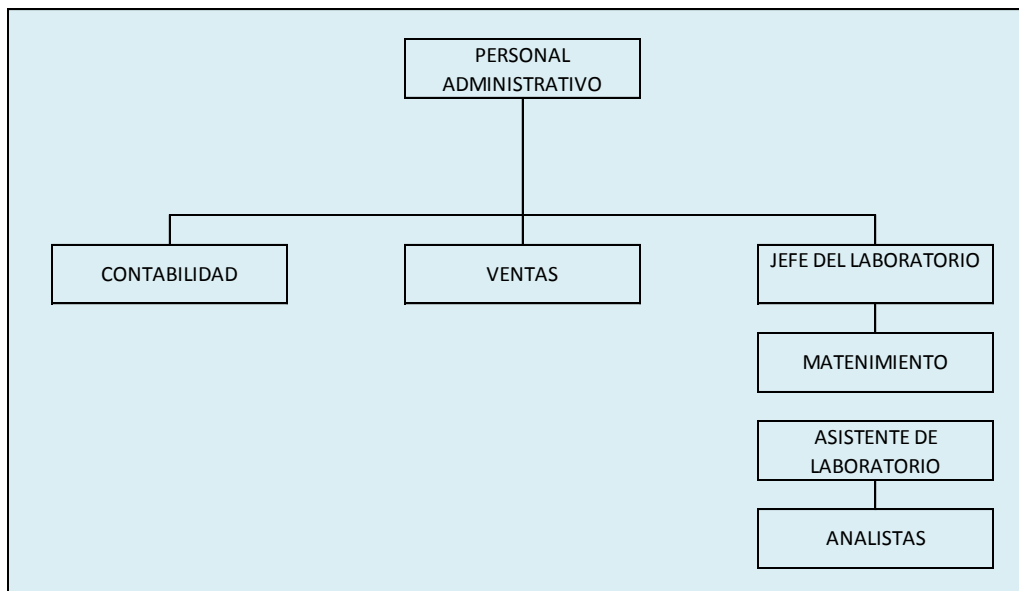 PERSONAL
ADMINISTRATIVO
CONTABILIDAD
VENTAS
JEFE DEL LABORATORIO
MATENIMIENTO
ASISTENTE DE
LABORATORIO
ANALISTAS